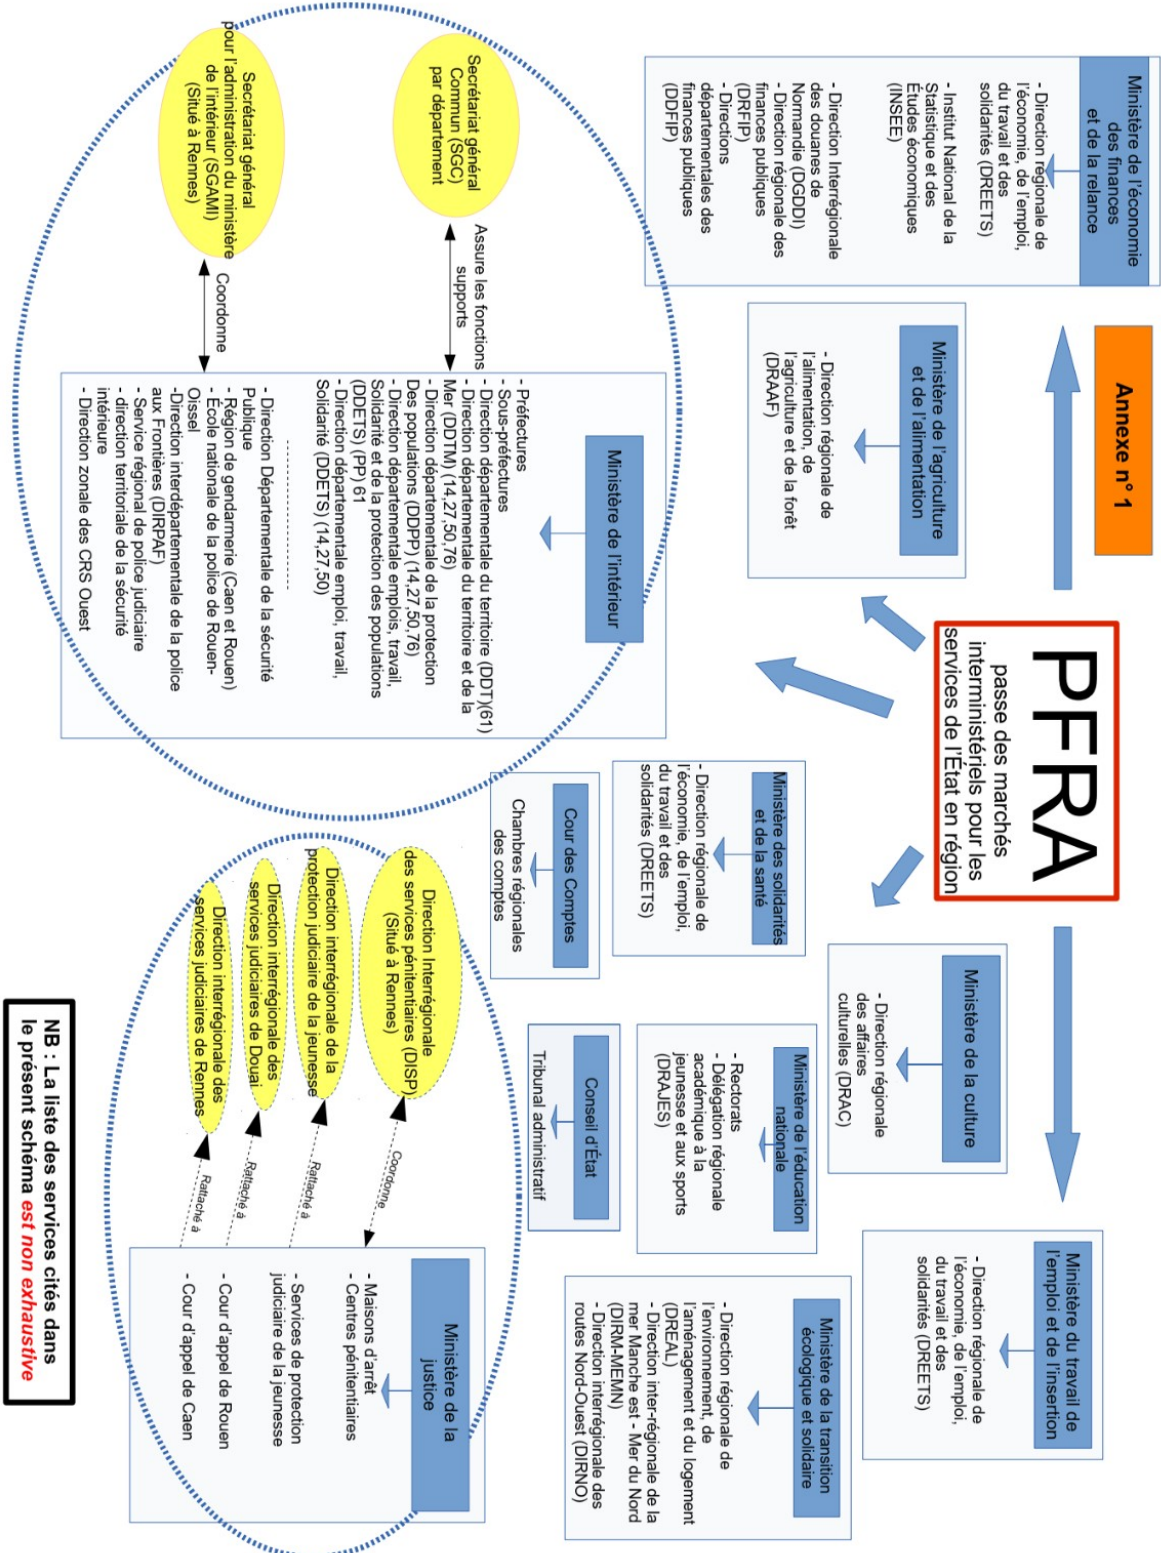 Annexe n° 1
PFRA
passe des marchés
interministériels pour les
services de l'État en région
Ministère de l'économie
des finances
et de la relance
- Direction régionale de
l'économie, de l'emploi,
du travail et des
solidarités (DREETS)
- Institut National de la
Statistique et des
Études économiques
(INSEE)
- Direction Interrégionale
des douanes de
Normandie (DGDDI)
- Direction régionale des
finances publiques
(DRFIP)
- Directions
départementales des
finances publiques
(DDFIP)
Ministère de l'agriculture
et de l'alimentation
- Direction régionale de
l'alimentation, de
l'agriculture et de la forêt
(DRAAF)
Ministère des solidarités
et de la santé
- Direction régionale de
l'économie, de l'emploi,
du travail et des
solidarités (DREETS)
Ministère de la culture
- Direction régionale
des affaires
culturelles (DRAC)
Ministère du travail de
l'emploi et de l'insertion
- Direction régionale de
l'économie, de l'emploi,
du travail et des
solidarités (DREETS)
Cour des Comptes
Chambres régionales
des comptes
Ministère de l'éducation
nationale
- Rectorats
- Délégation régionale
académique à la
jeunesse et aux sports
(DRAJES)
Conseil d'État
Tribunal administratif
Ministère de la transition
écologique et solidaire
- Direction régionale de
l'environnement, de
l'aménagement et du logement
(DREAL)
- Direction inter-régionale de la
mer Manche est - Mer du Nord
(DIRM-MEMN)
- Direction interrégionale des
routes Nord-Ouest (DIRNO)
Secrétariat général
Commun (SGC)
par département
Assure les fonctions
supports
Secrétariat général
pour l'administration du ministère
de l'intérieur (SGAMI)
(Situé à Rennes)
Coordonne
Ministère de l'intérieur
- Préfectures
- Sous-préfectures
- Direction départementale du territoire (DDT)(61)
- Direction départementale du territoire et de la
Mer (DDTM) (14,27,50,76)
- Direction départementale de la protection
Des populations (DDPP) (14,27,50,76)
- Direction départementale emplois, travail,
Solidarité et de la protection des populations
(DDETS) (PP) 61
- Direction départementale emploi, travail,
Solidarité (DDETS) (14,27,50)
- Direction Départementale de la sécurité
Publique
- Région de gendarmerie (Caen et Rouen)
- École nationale de la police de Rouen-
Oissel
-Direction interdépartementale de la police
aux Frontières (DIRPAF)
- Service régional de police judiciaire
- direction territoriale de la sécurité
intérieure
- Direction zonale des CRS Ouest
Direction Interrégionale
des services pénitentiaires (DISP)
(Situé à Rennes)
Coordonne
Direction interrégionale de la
protection judiciaire de la jeunesse
Rattaché à
Direction interrégionale des
services judiciaires de Douai
Rattaché à
Direction interrégionale des
services judiciaires de Rennes
Rattaché à
Ministère de la
justice
- Maisons d'arrêt
- Centres pénitentiaires
- Services de protection
judiciaire de la jeunesse
- Cour d'appel de Rouen
- Cour d'appel de Caen
NB : La liste des services cités dans
le présent schéma est non exhaustive